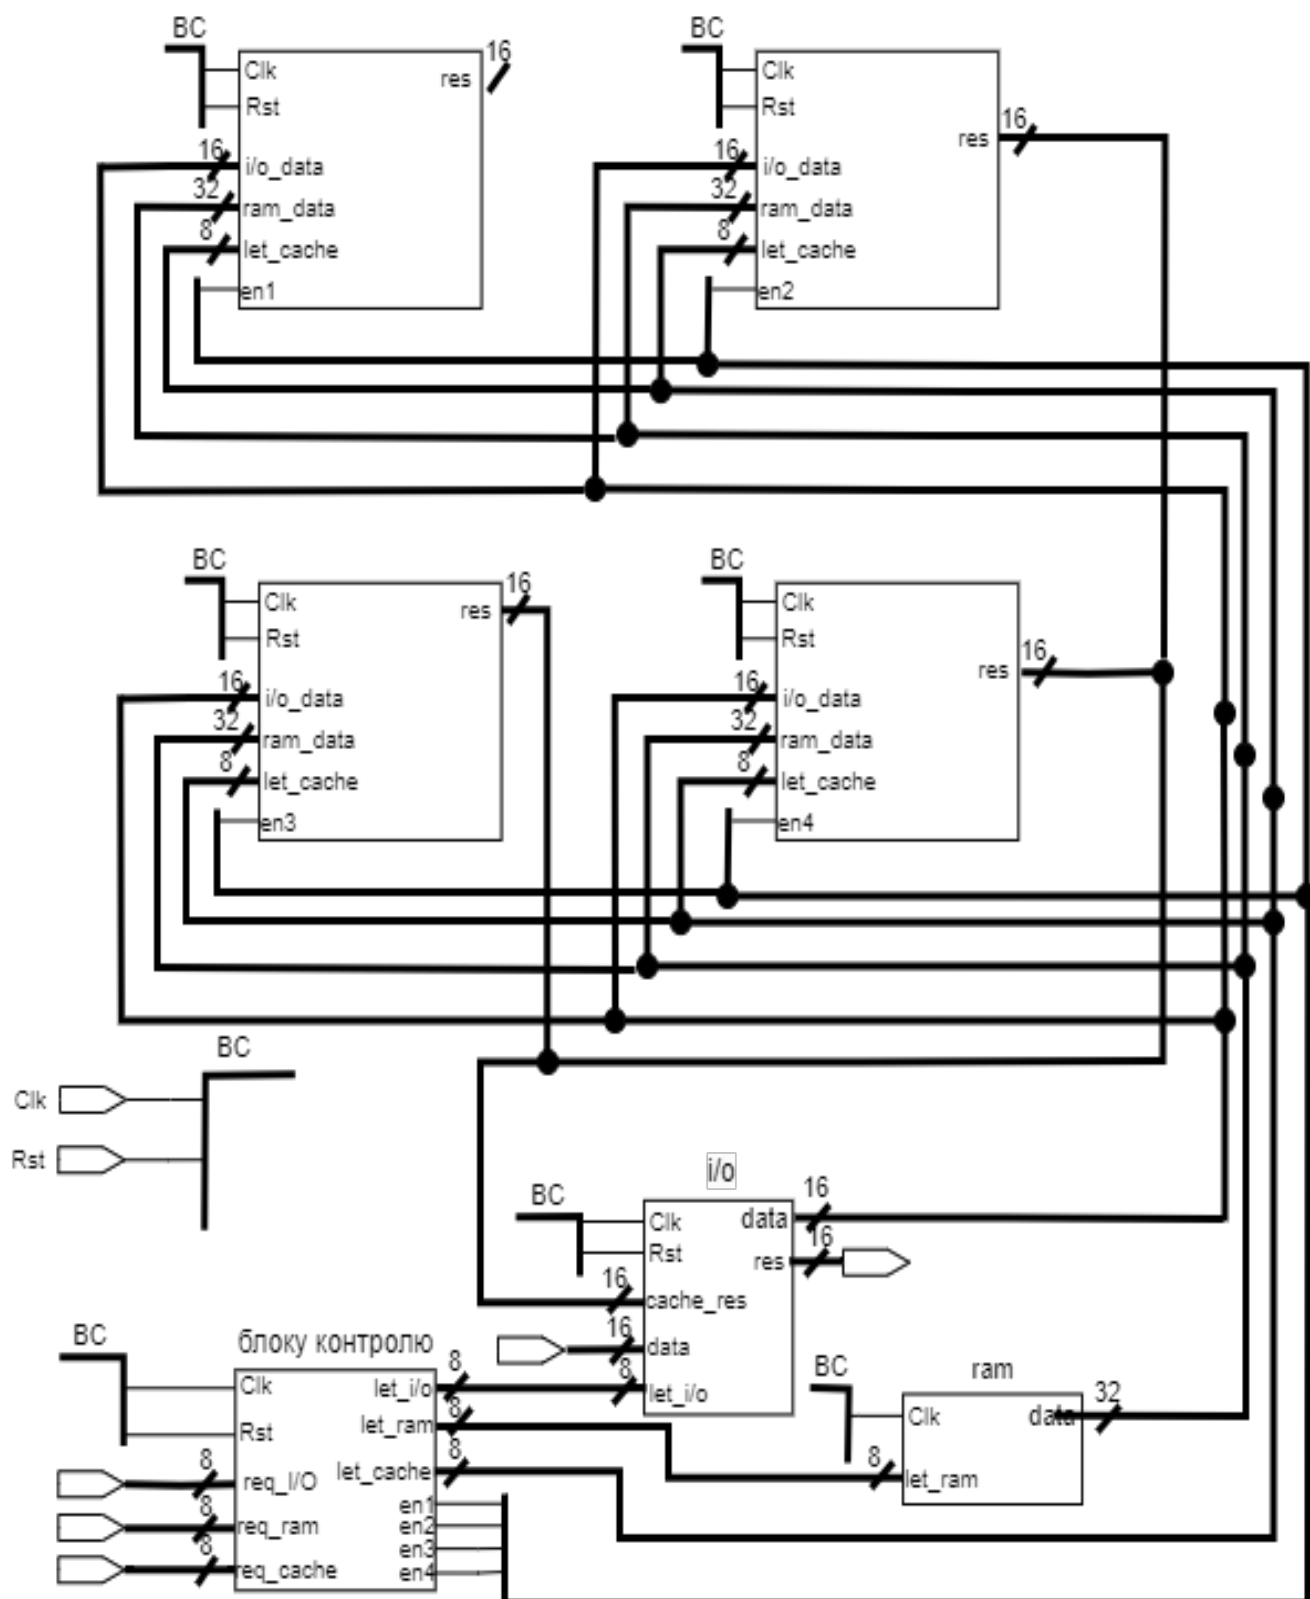 BC
Clk
Rst
16
i/o_data
32
ram_data
8
let_cache
en1
res
16
BC
Clk
Rst
16
i/o_data
32
ram_data
8
let_cache
en2
res
16
BC
Clk
Rst
16
i/o_data
32
ram_data
8
let_cache
en3
res
16
BC
Clk
Rst
16
i/o_data
32
ram_data
8
let_cache
en4
res
16
BC
Clk
Rst
i/o
BC
Clk
Rst
16
cache_res
16
data
8
let_i/o
data
16
res
16
блоку контролю
BC
Clk
Rst
8
req_I/O
8
req_ram
8
req_cache
let_i/o
8
let_ram
8
let_cache
8
en1
en2
en3
en4
ram
BC
Clk
8
let_ram
data
32